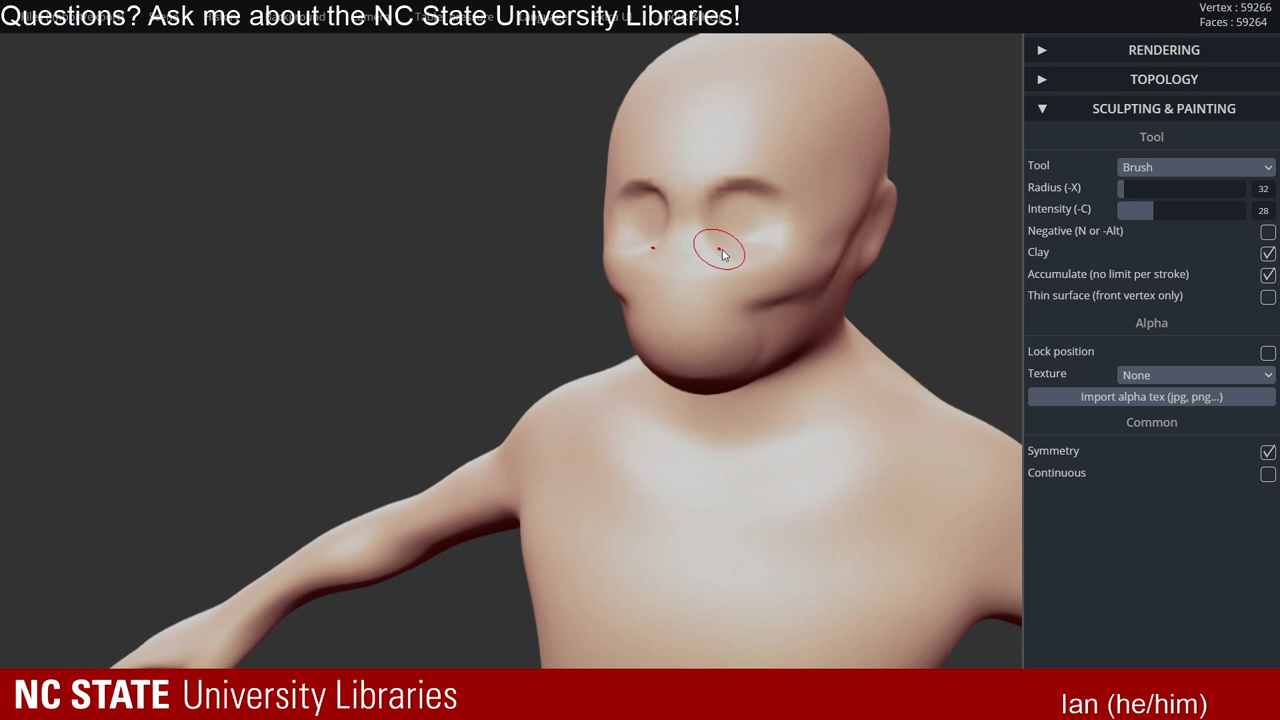 Questions? Ask me about the NC State University Libraries!
Vertex : 59266
Faces : 59264
RENDERING
TOPOLOGY
SCULPTING & PAINTING
Tool
Tool Brush
Radius (-X) 32
Intensity (-C) 28
Negative (N or -Alt)
Clay
Accumulate (no limit per stroke)
Thin surface (front vertex only)
Alpha
Lock position
Texture None
Import alpha tex (jpg, png...)
Common
Symmetry
Continuous
NC STATE University Libraries
Ian (he/him)